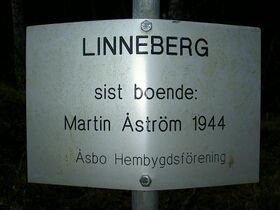 LINNEBERG
sist boende:
Martin Åström 1944
Åsbo Hembygdsförening